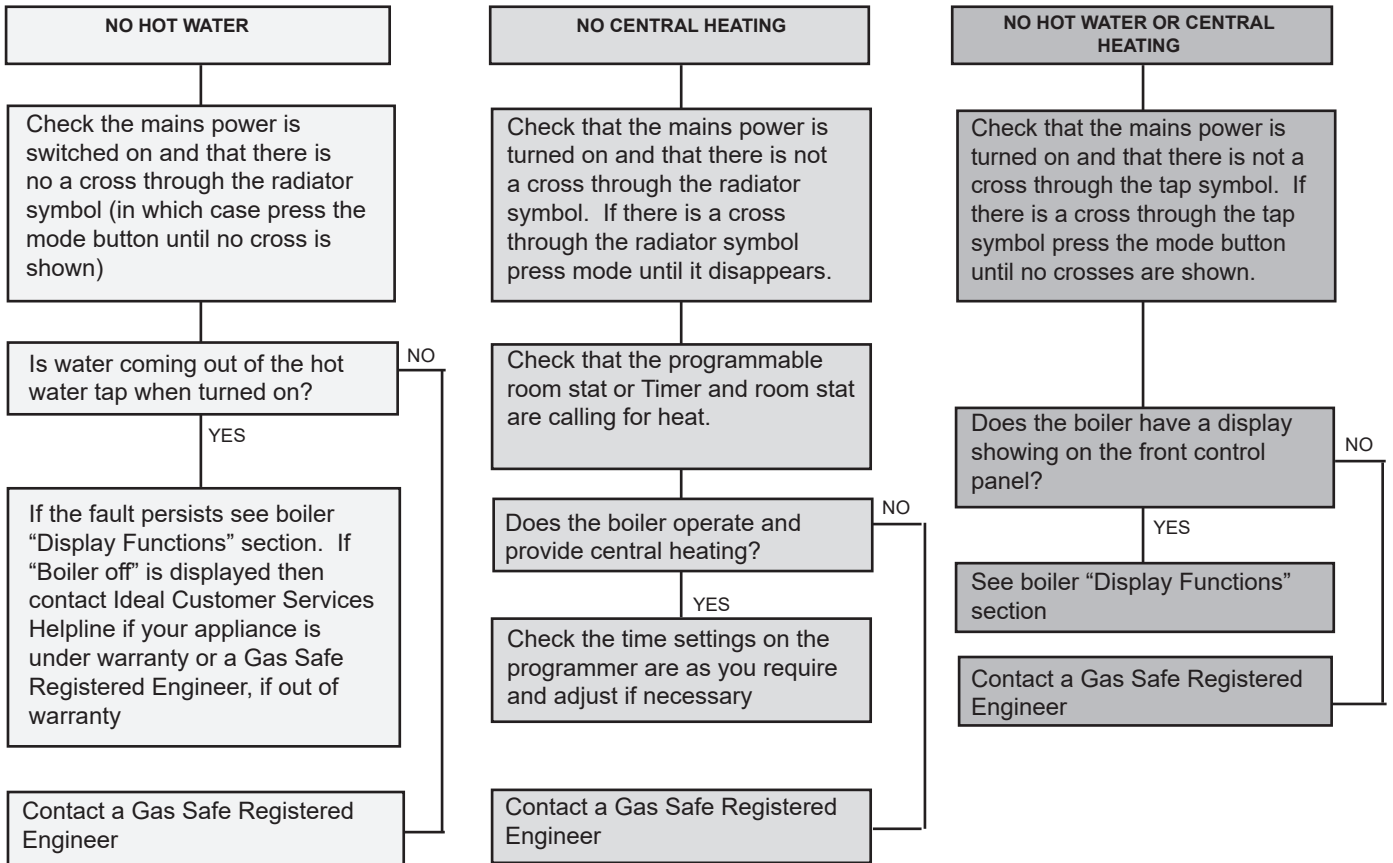 NO HOT WATER
Check the mains power is
switched on and that there is
no a cross through the radiator
symbol (in which case press the
mode button until no cross is
shown)
Is water coming out of the hot
water tap when turned on?
NO
YES
If the fault persists see boiler
“Display Functions” section.  If
“Boiler off” is displayed then
contact Ideal Customer Services
Helpline if your appliance is
under warranty or a Gas Safe
Registered Engineer, if out of
warranty
Contact a Gas Safe Registered
Engineer
NO CENTRAL HEATING
Check that the mains power is
turned on and that there is not
a cross through the radiator
symbol.  If there is a cross
through the radiator symbol
press mode until it disappears.
Check that the programmable
room stat or Timer and room stat
are calling for heat.
Does the boiler operate and
provide central heating?
NO
YES
Check the time settings on the
programmer are as you require
and adjust if necessary
Contact a Gas Safe Registered
Engineer
NO HOT WATER OR CENTRAL
HEATING
Check that the mains power is
turned on and that there is not a
cross through the tap symbol.  If
there is a cross through the tap
symbol press the mode button
until no crosses are shown.
Does the boiler have a display
showing on the front control
panel?
NO
YES
See boiler “Display Functions”
section
Contact a Gas Safe Registered
Engineer